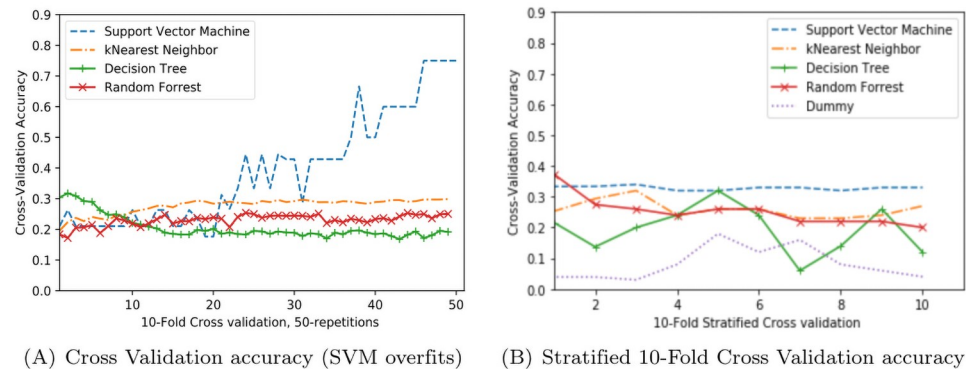 Cross-Validation Accuracy
0.9
0.8
0.7
0.6
0.5
0.4
0.3
0.2
0.1
0.0
Support Vector Machine
kNearest Neighbor
Decision Tree
Random Forrest
10 20 30 40 50
10-Fold Cross validation, 50-repetitions
(A) Cross Validation accuracy (SVM overfits)
Cross-Validation Accuracy
0.9
0.8
0.7
0.6
0.5
0.4
0.3
0.2
0.1
0.0
Support Vector Machine
kNearest Neighbor
Decision Tree
Random Forrest
Dummy
2 4 6 8 10
10-Fold Stratified Cross validation
(B) Stratified 10-Fold Cross Validation accuracy